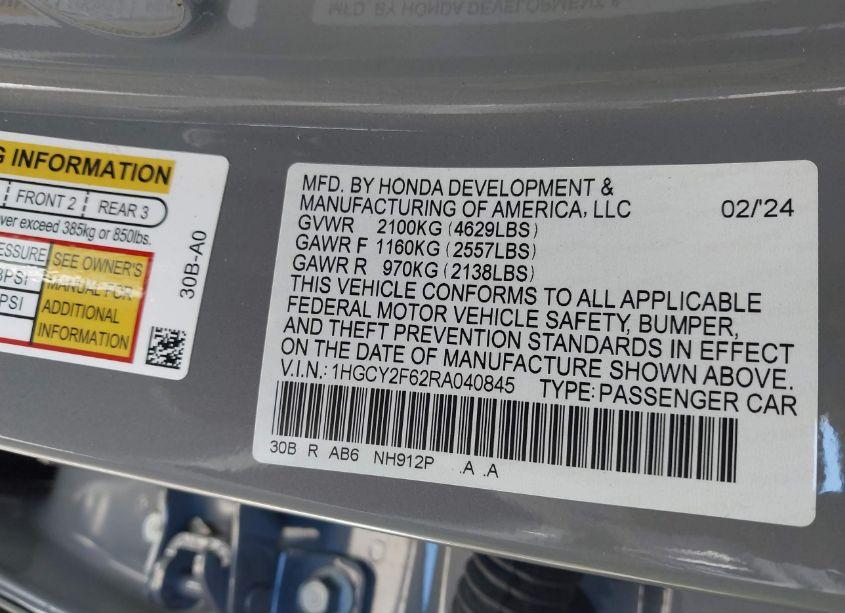 G INFORMATION
FRONT 2 REAR 3
ver exceed 385kg or 850lbs.
RESSURE SEE OWNER'S
PSI MANUAL FOR
PSI ADDITIONAL
INFORMATION
30B-A0
MFD. BY HONDA DEVELOPMENT &
MANUFACTURING OF AMERICA, LLC 02/'24
GVWR 2100KG (4629LBS)
GAWR F 1160KG (2557LBS)
GAWR R 970KG (2138LBS)
THIS VEHICLE CONFORMS TO ALL APPLICABLE
FEDERAL MOTOR VEHICLE SAFETY, BUMPER,
AND THEFT PREVENTION STANDARDS IN EFFECT
ON THE DATE OF MANUFACTURE SHOWN ABOVE.
V.I.N.: 1HGCY2F62RA040845 TYPE: PASSENGER CAR
30B R AB6 NH912P .A .A